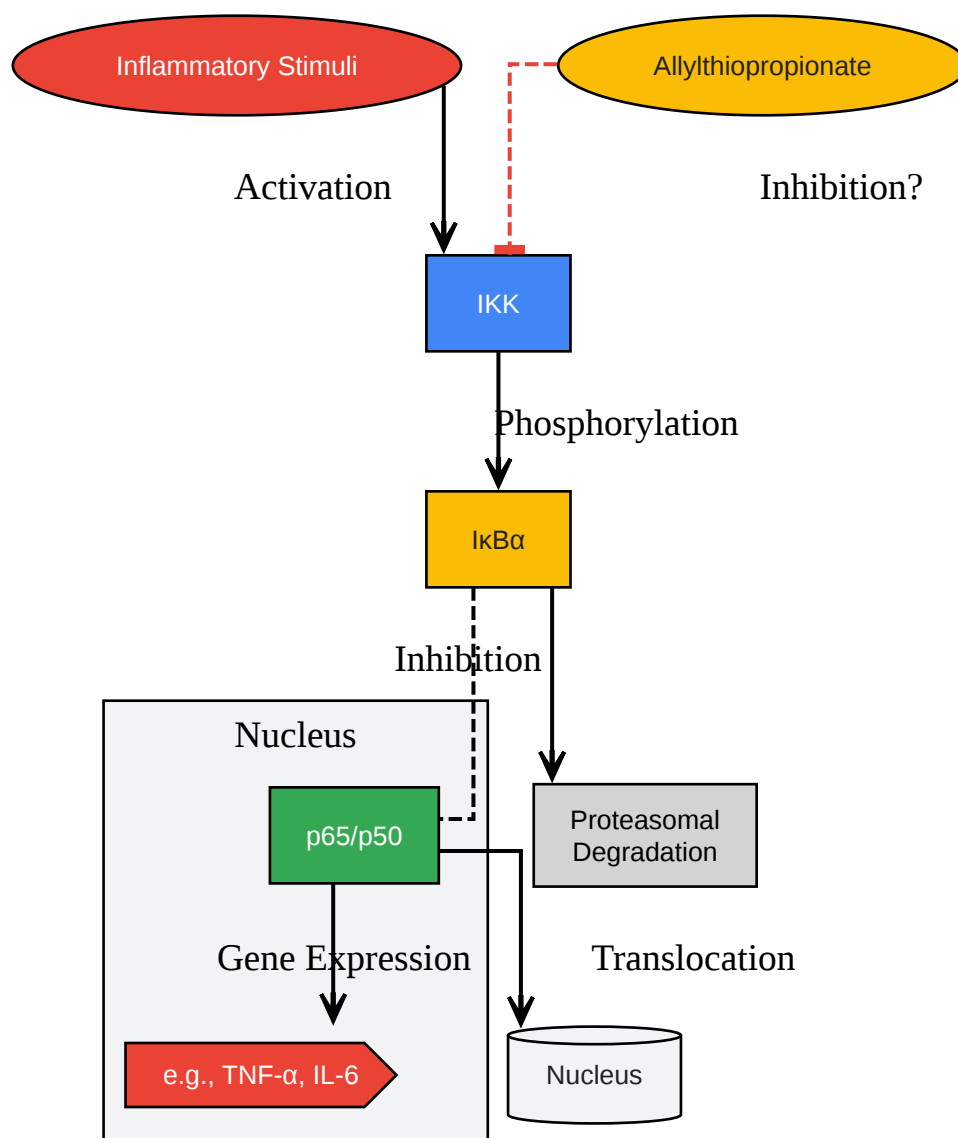 Inflammatory Stimuli
Allylthiopropionate
Activation
Inhibition?
IKK
Phosphorylation
IκBα
Inhibition
Nucleus
p65/p50
Proteasomal
Degradation
Gene Expression
Translocation
e.g., TNF-α, IL-6
Nucleus